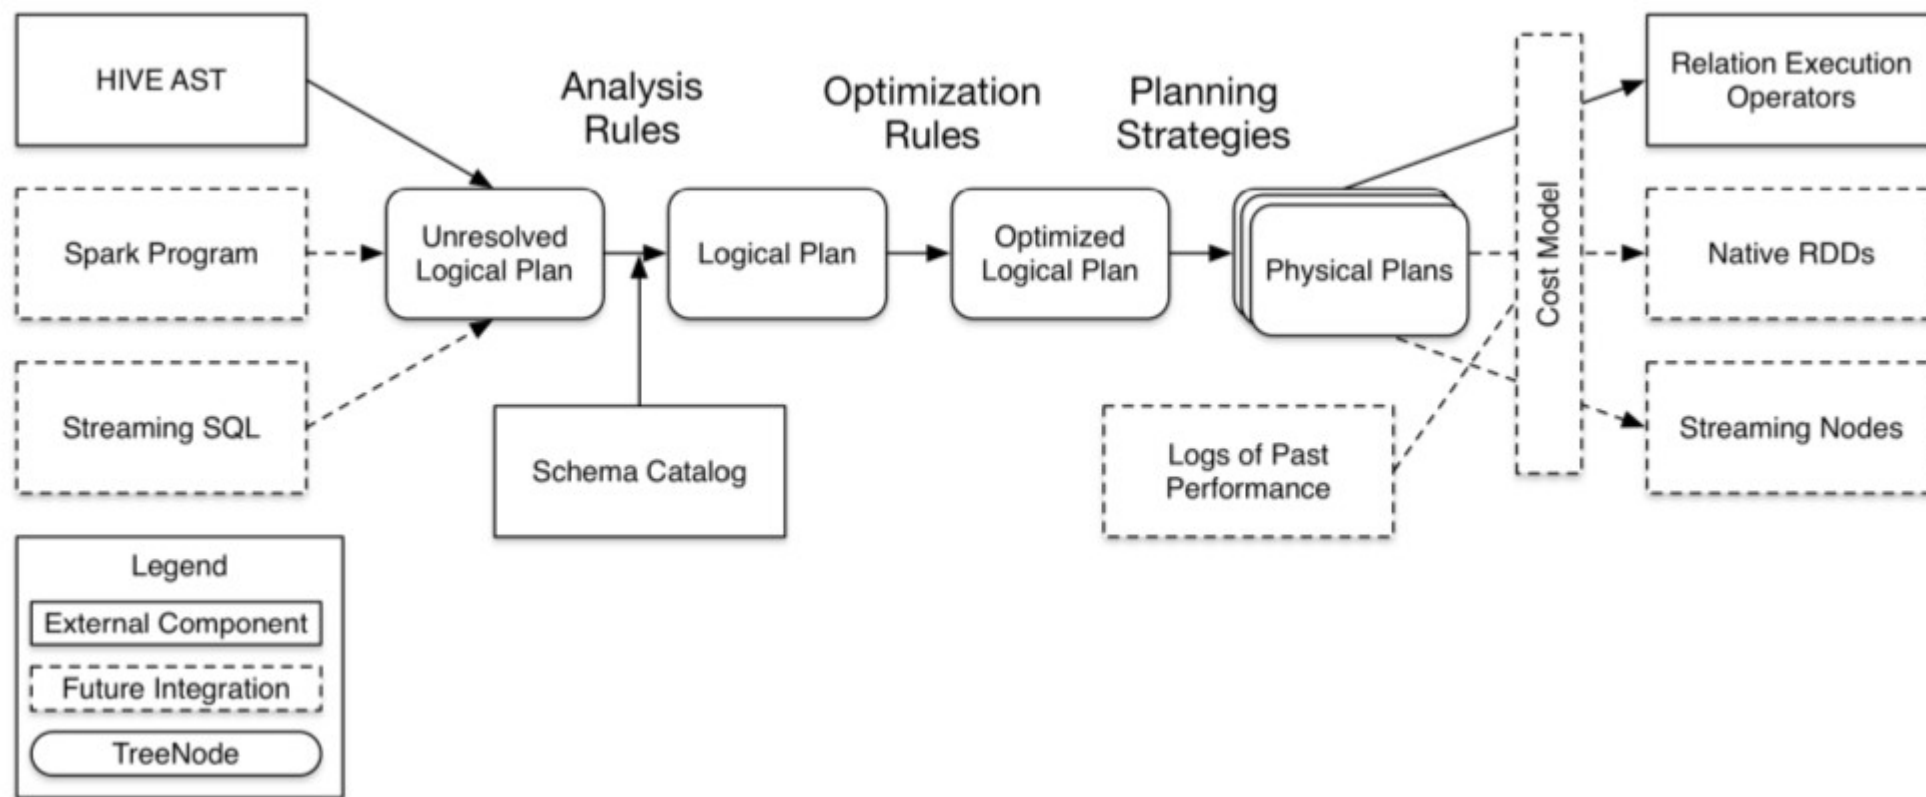 HIVE AST
Spark Program
Streaming SQL
Analysis
Rules
Optimization
Rules
Planning
Strategies
Unresolved
Logical Plan
Logical Plan
Optimized
Logical Plan
Physical Plans
Schema Catalog
Logs of Past
Performance
Cost Model
Relation Execution
Operators
Native RDDs
Streaming Nodes
Legend
External Component
Future Integration
TreeNode